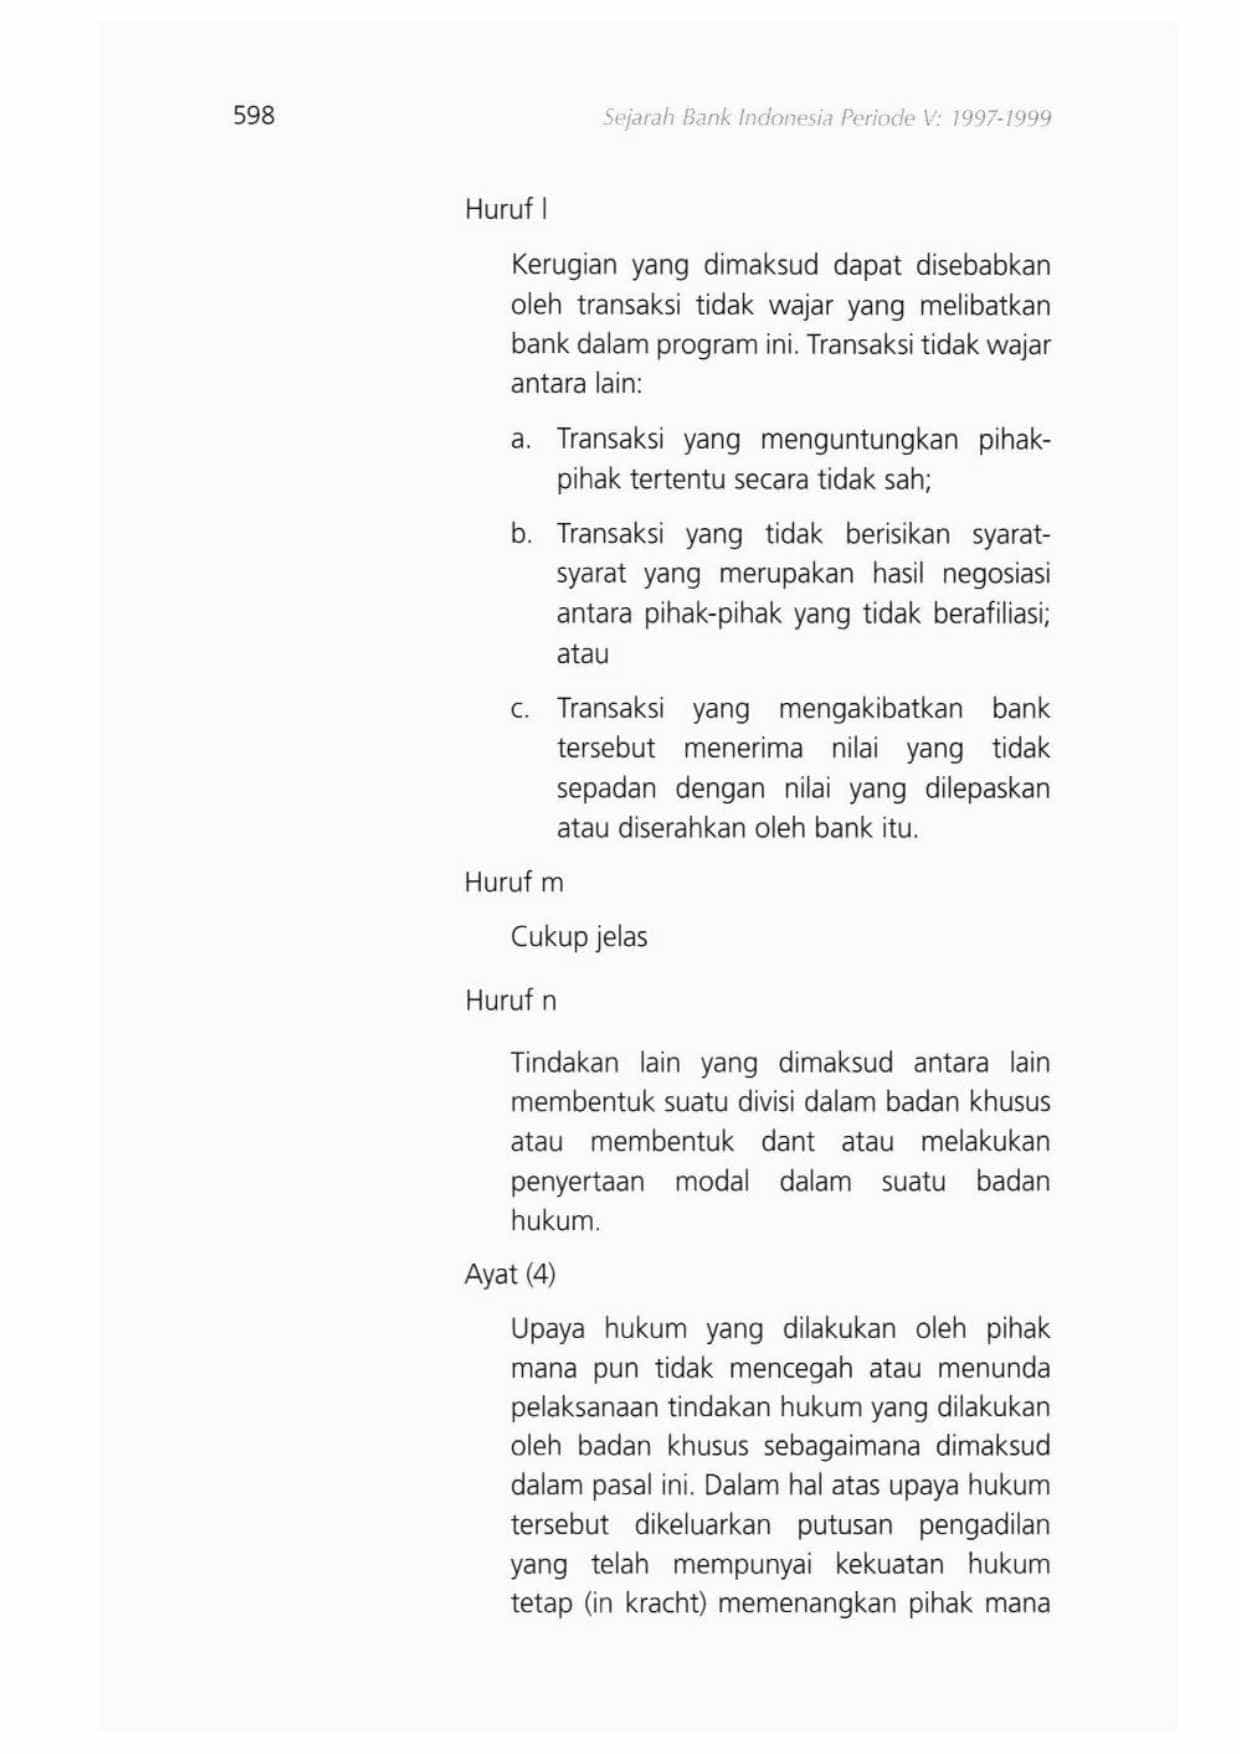 598
Sejarah Bank Indonesia Periode V: 1997-1999
Huruf l
Kerugian yang dimaksud dapat disebabkan
oleh transaksi tidak wajar yang melibatkan
bank dalam program ini. Transaksi tidak wajar
antara lain:
a. Transaksi yang menguntungkan pihak-
pihak tertentu secara tidak sah;
b. Transaksi yang tidak berisikan syarat-
syarat yang merupakan hasil negosiasi
antara pihak-pihak yang tidak berafiliasi;
atau
c. Transaksi yang mengakibatkan bank
tersebut menerima nilai yang tidak
sepadan dengan nilai yang dilepaskan
atau diserahkan oleh bank itu.
Huruf m
Cukup jelas
Huruf n
Tindakan lain yang dimaksud antara lain
membentuk suatu divisi dalam badan khusus
atau membentuk dant atau melakukan
penyertaan modal dalam suatu badan
hukum.
Ayat (4)
Upaya hukum yang dilakukan oleh pihak
mana pun tidak mencegah atau menunda
pelaksanaan tindakan hukum yang dilakukan
oleh badan khusus sebagaimana dimaksud
dalam pasal ini. Dalam hal atas upaya hukum
tersebut dikeluarkan putusan pengadilan
yang telah mempunyai kekuatan hukum
tetap (in kracht) memenangkan pihak mana